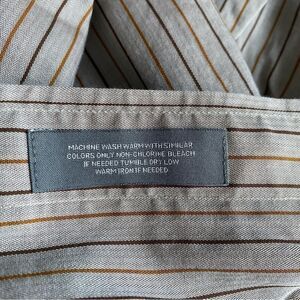 MACHINE WASH WARM WITH SIMILAR
COLORS ONLY NON-CHLORINE BLEACH
IF NEEDED TUMBLE DRY LOW
WARM IRON IF NEEDED